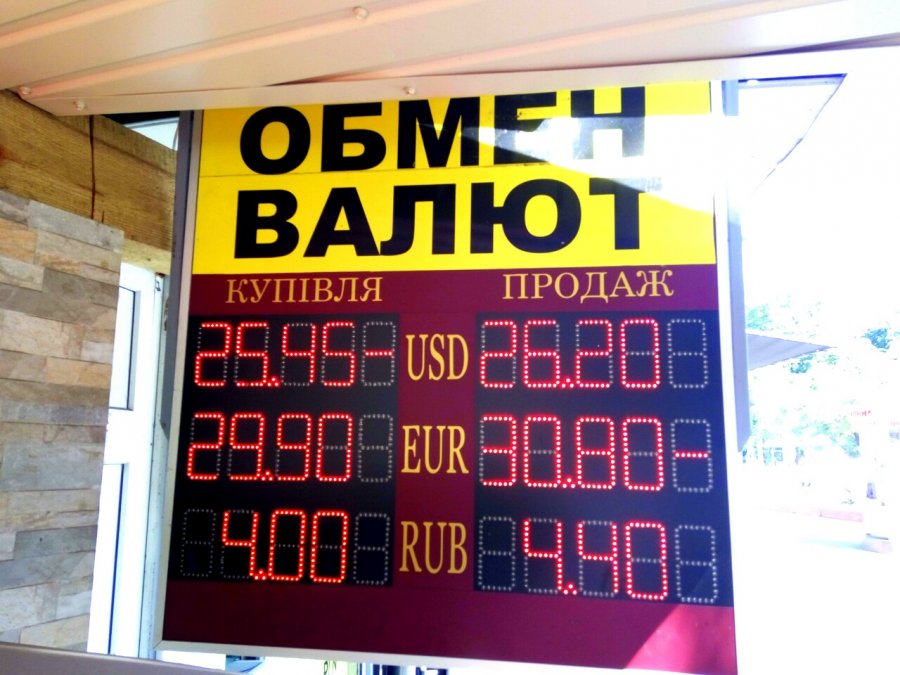 ОБМЕН
ВАЛЮТ
КУПІВЛЯ ПРОДАЖ
25.45- USD 26.20
29.90 EUR 30.80-
4.00 RUB 4.40